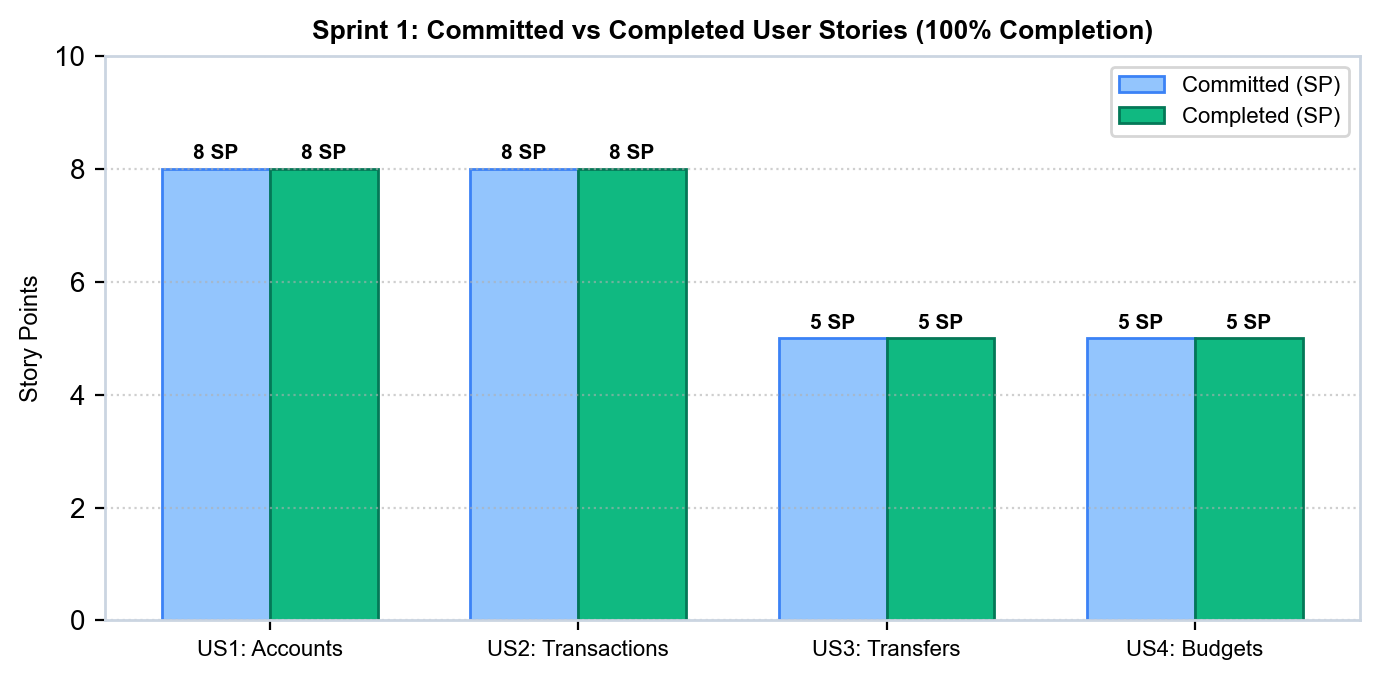 Sprint 1: Committed vs Completed User Stories (100% Completion)
Committed (SP)
Completed (SP)
Story Points
10
8
6
4
2
0
8 SP 8 SP 8 SP 8 SP
5 SP 5 SP 5 SP 5 SP
US1: Accounts US2: Transactions US3: Transfers US4: Budgets